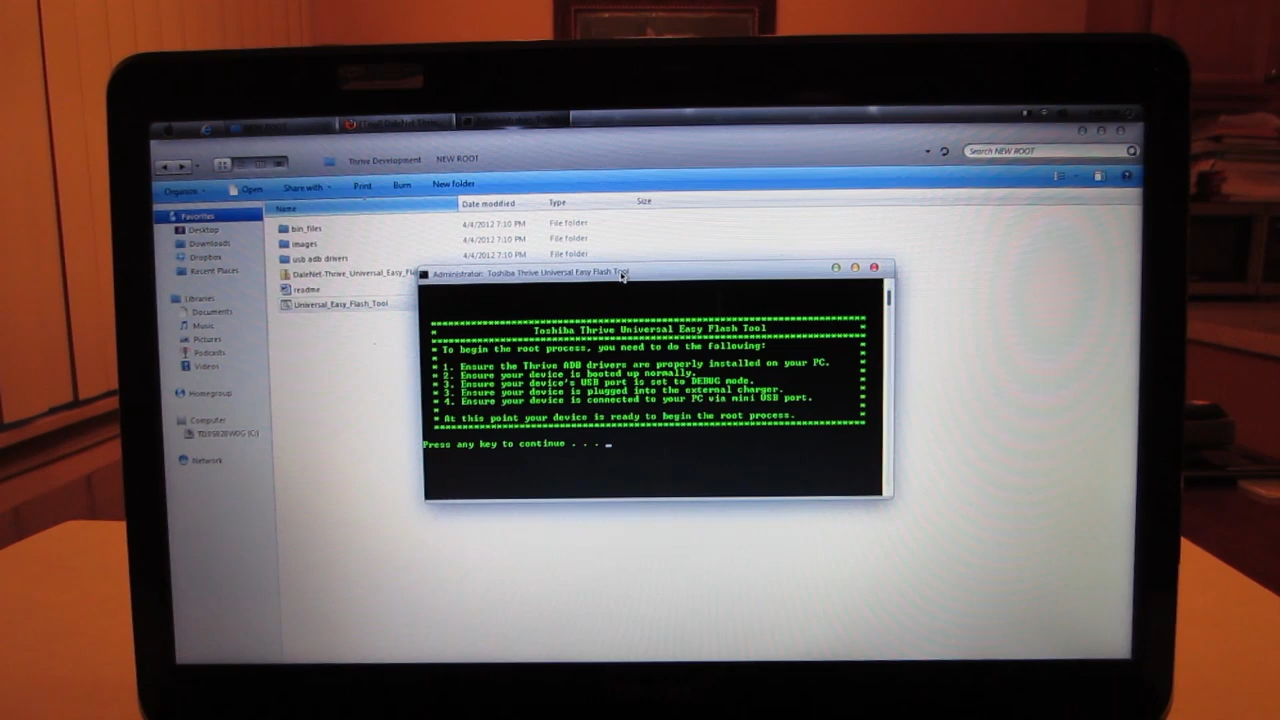 Thrive Development NEW ROOT
Search NEW ROOT
Organize Open Share with Print Burn New folder
Name Date modified Type Size
Favorites
Desktop
Downloads
Dropbox
Recent Places
Libraries
Documents
Music
Pictures
Podcasts
Videos
Homegroup
Computer
Network
bin_files 4/4/2012 7:10 PM File folder
images 4/4/2012 7:10 PM File folder
usb adb drivers 4/4/2012 7:10 PM File folder
DaleNet-Thrive_Universal_Easy_Fl
readme
Universal_Easy_Flash_Tool
Administrator: Toshiba Thrive Universal Easy Flash Tool
Toshiba Thrive Universal Easy Flash Tool
To begin the root process, you need to do the following:
1. Ensure the Thrive ADB drivers are properly installed on your PC.
2. Ensure your device is booted up normally.
3. Ensure your device's USB port is set to DEBUG mode.
3. Ensure your device is plugged into the external charger.
4. Ensure your device is connected to your PC via mini USB port.
At this point your device is ready to begin the root process.
Press any key to continue . . .